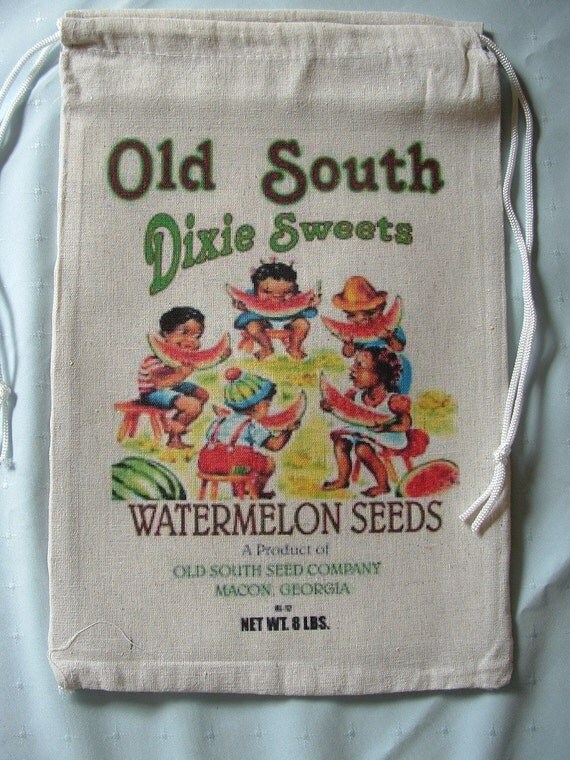 Old South
Dixie Sweets
WATERMELON SEEDS
A Product of
OLD SOUTH SEED COMPANY
MACON, GEORGIA
NET WT. 8 LBS.